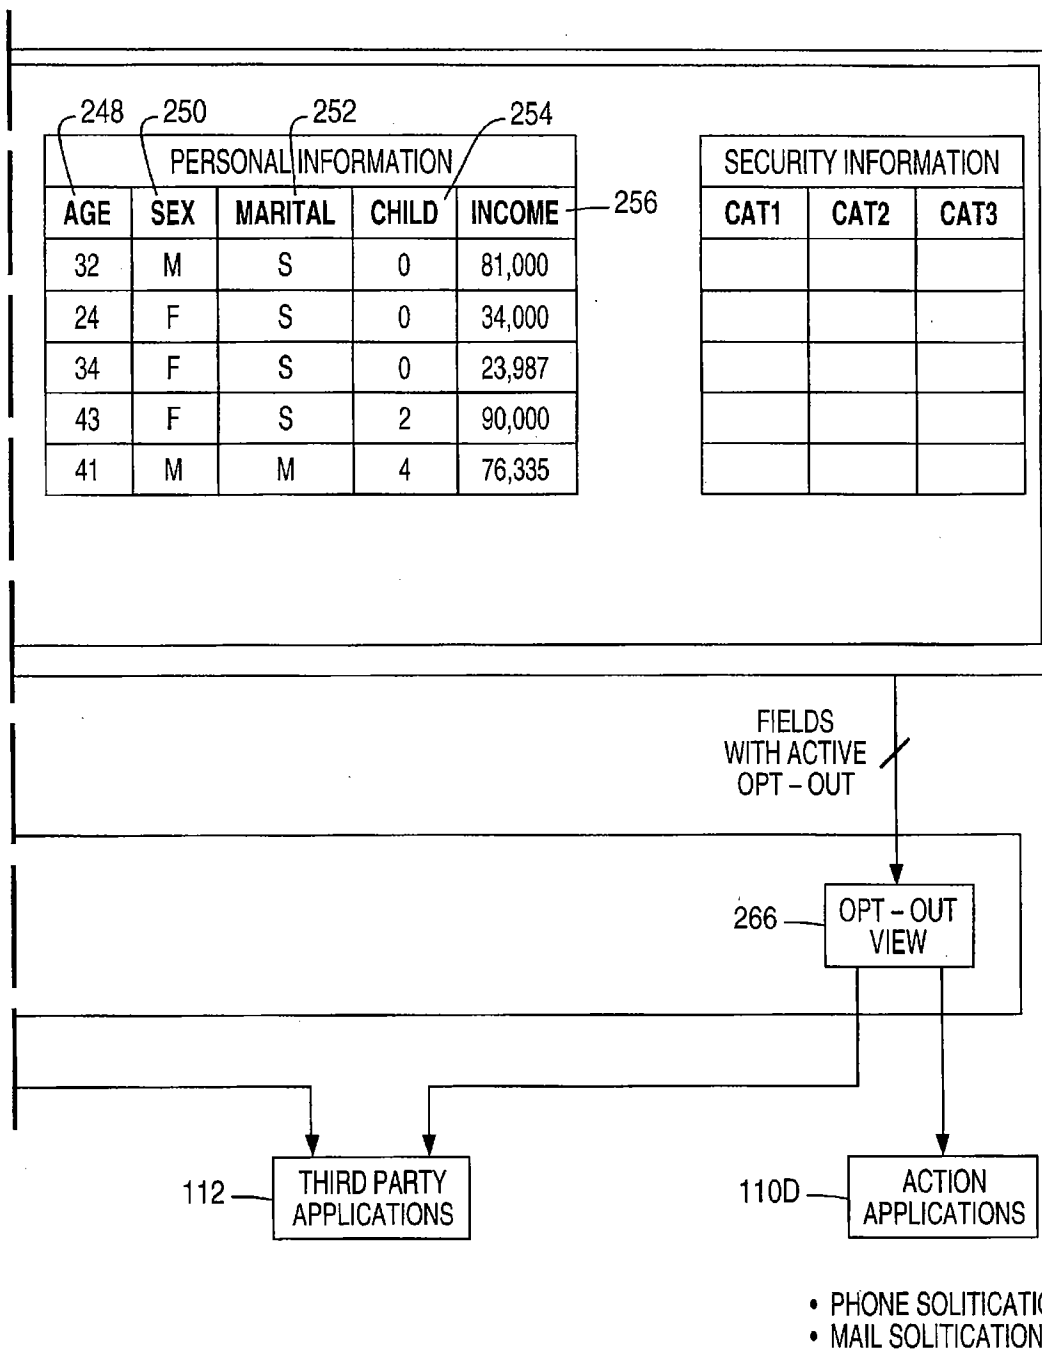 248 250 252 254
PERSONAL INFORMATION
AGE SEX MARITAL CHILD INCOME 256
32 M S 0 81,000
24 F S 0 34,000
34 F S 0 23,987
43 F S 2 90,000
41 M M 4 76,335
SECURITY INFORMATION
CAT1 CAT2 CAT3
FIELDS
WITH ACTIVE
OPT – OUT
266
OPT – OUT
VIEW
112
THIRD PARTY
APPLICATIONS
110D
ACTION
APPLICATIONS
• PHONE
• MAIL SOLITICATION